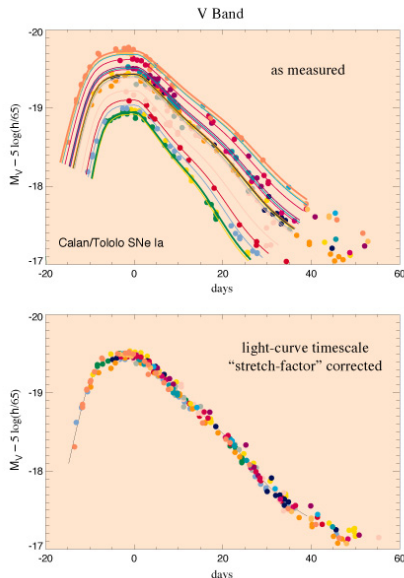 V Band
-20
as measured
-19
M_V – 5 log(h/65)
-18
Calan/Tololo SNe Ia
-17
-20 0 20 40 60
days
-20
light-curve timescale
“stretch-factor” corrected
-19
M_V – 5 log(h/65)
-18
-17
-20 0 20 40 60
days